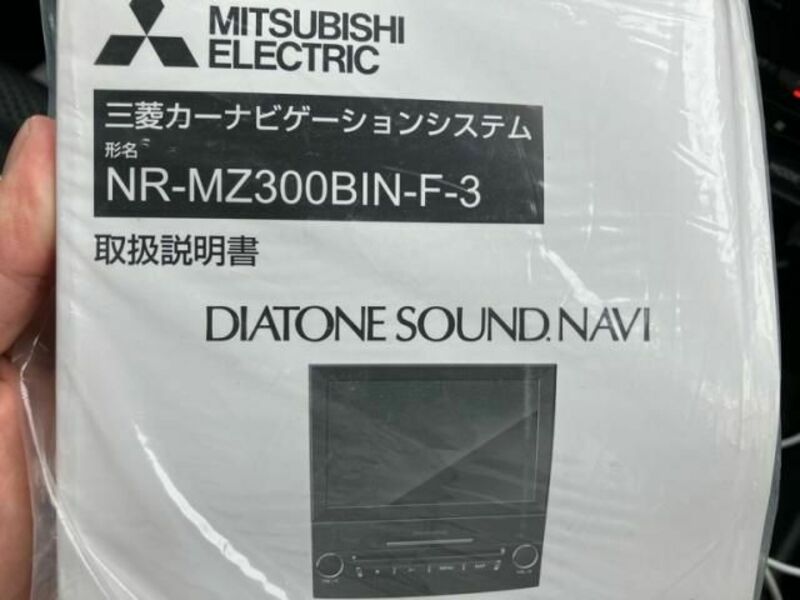 MITSUBISHI
ELECTRIC
三菱カーナビゲーションシステム
形名
NR-MZ300BIN-F-3
取扱説明書
DIATONE SOUND.NAVI